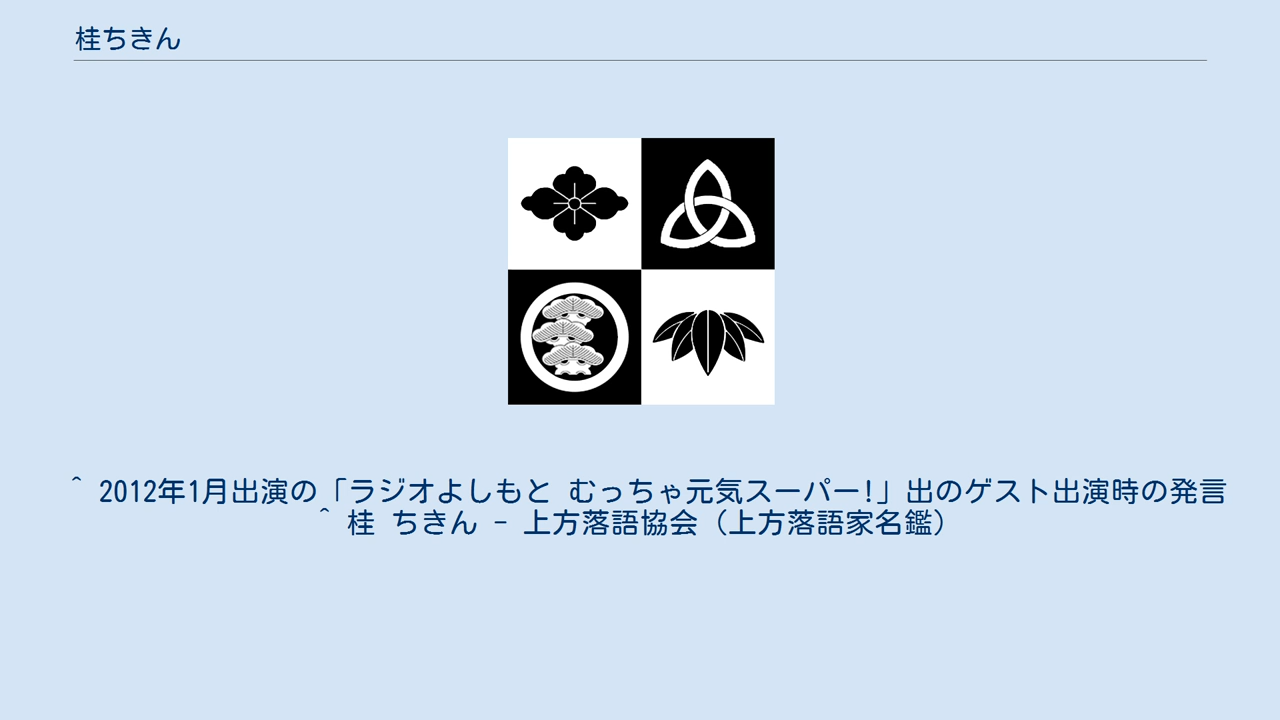 桂ちきん
^ 2012年1月出演の「ラジオよしもと むっちゃ元気スーパー!」出のゲスト出演時の発言
^ 桂 ちきん - 上方落語協会（上方落語家名鑑）